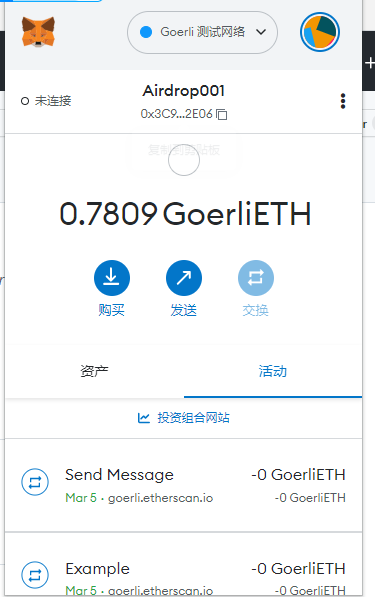 Goerli 测试网络
未连接
Airdrop001
0x3C9...2E06
复制到剪贴板
0.7809 GoerliETH
购买
发送
交换
资产
活动
投资组合网站
Send Message
-0 GoerliETH
Mar 5 · goerli.etherscan.io
-0 GoerliETH
Example
-0 GoerliETH
Mar 5 · goerli.etherscan.io
-0 GoerliETH